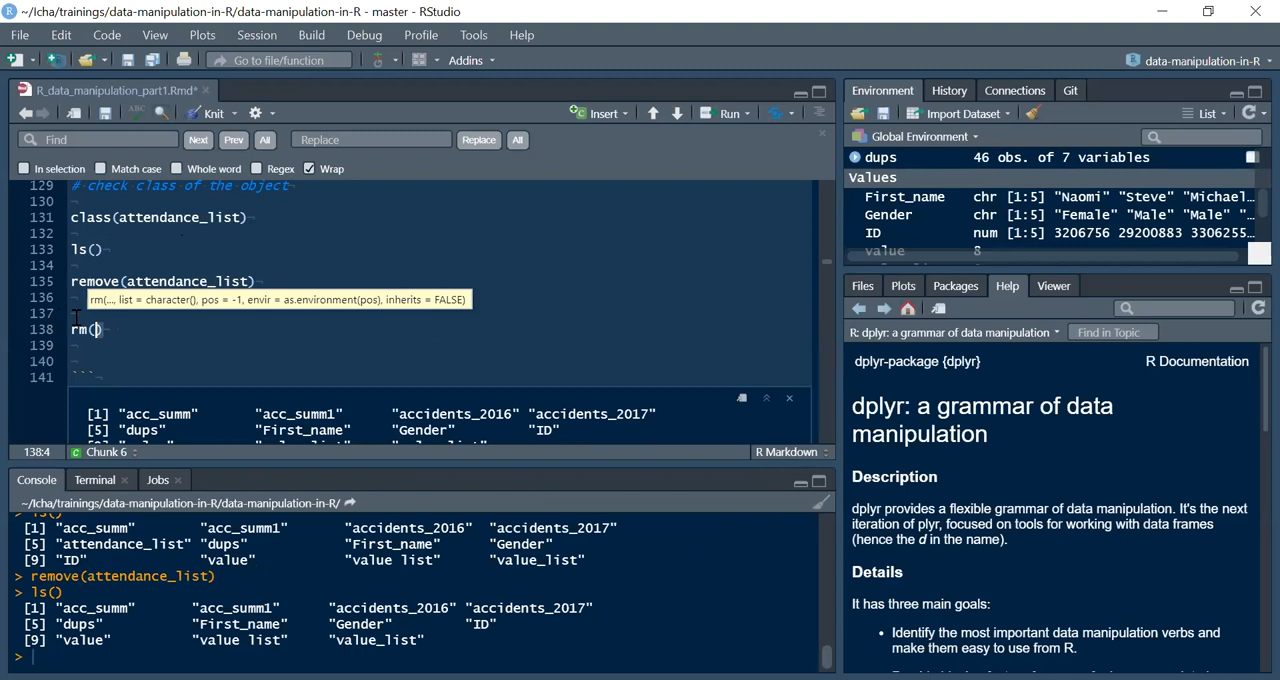 ~/Icha/trainings/data-manipulation-in-R/data-manipulation-in-R - master - RStudio
File Edit Code View Plots Session Build Debug Profile Tools Help
Go to file/function Addins data-manipulation-in-R
R_data_manipulation_part1.Rmd*
Knit Insert Run
Find Next Prev All Replace Replace All
In selection Match case Whole word Regex Wrap
129 # check class of the object
130
131 class(attendance_list)
132
133 ls()
134
135 remove(attendance_list)
136 rm(..., list = character(), pos = -1, envir = as.environment(pos), inherits = FALSE)
137
138 rm()
139
140
141 ```
[1] "acc_summ" "acc_summ1" "accidents_2016" "accidents_2017"
[5] "dups" "First_name" "Gender" "ID"
138:4 Chunk 6 R Markdown
Console Terminal Jobs
~/Icha/trainings/data-manipulation-in-R/data-manipulation-in-R/
> ls()
[1] "acc_summ" "acc_summ1" "accidents_2016" "accidents_2017"
[5] "attendance_list" "dups" "First_name" "Gender"
[9] "ID" "value" "value list" "value_list"
> remove(attendance_list)
> ls()
[1] "acc_summ" "acc_summ1" "accidents_2016" "accidents_2017"
[5] "dups" "First_name" "Gender" "ID"
[9] "value" "value list" "value_list"
>
Environment History Connections Git
Import Dataset List
Global Environment
dups 46 obs. of 7 variables
Values
First_name chr [1:5] "Naomi" "Steve" "Michael…
Gender chr [1:5] "Female" "Male" "Male" "…
ID num [1:5] 3206756 29200883 3306255…
value 8
Files Plots Packages Help Viewer
R: dplyr: a grammar of data manipulation Find in Topic
dplyr-package {dplyr} R Documentation
dplyr: a grammar of data
manipulation
Description
dplyr provides a flexible grammar of data manipulation. It's the next
iteration of plyr, focused on tools for working with data frames
(hence the d in the name).
Details
It has three main goals:
• Identify the most important data manipulation verbs and
make them easy to use from R.